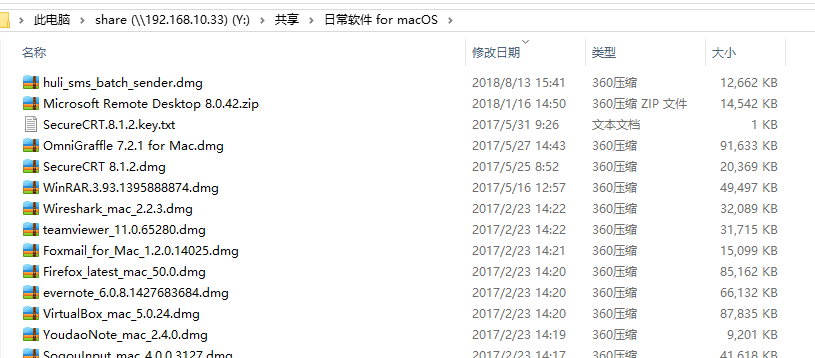 此电脑 > share (\\192.168.10.33) (Y:) > 共享 > 日常软件 for macOS >
名称 修改日期 类型 大小
huli_sms_batch_sender.dmg 2018/8/13 15:41 360压缩 12,662 KB
Microsoft Remote Desktop 8.0.42.zip 2018/1/16 14:50 360压缩 ZIP 文件 14,542 KB
SecureCRT.8.1.2.key.txt 2017/5/31 9:26 文本文档 1 KB
OmniGraffle 7.2.1 for Mac.dmg 2017/5/27 14:43 360压缩 91,633 KB
SecureCRT 8.1.2.dmg 2017/5/25 8:52 360压缩 20,369 KB
WinRAR.3.93.1395888874.dmg 2017/5/16 12:57 360压缩 49,497 KB
Wireshark_mac_2.2.3.dmg 2017/2/23 14:22 360压缩 32,089 KB
teamviewer_11.0.65280.dmg 2017/2/23 14:22 360压缩 31,715 KB
Foxmail_for_Mac_1.2.0.14025.dmg 2017/2/23 14:21 360压缩 15,099 KB
Firefox_latest_mac_50.0.dmg 2017/2/23 14:20 360压缩 85,162 KB
evernote_6.0.8.1427683684.dmg 2017/2/23 14:20 360压缩 66,132 KB
VirtualBox_mac_5.0.24.dmg 2017/2/23 14:20 360压缩 87,835 KB
YoudaoNote_mac_2.4.0.dmg 2017/2/23 14:19 360压缩 9,201 KB
SogouInput_mac_4.0.0.3127.dmg 2017/2/23 14:17 360压缩 41,618 KB